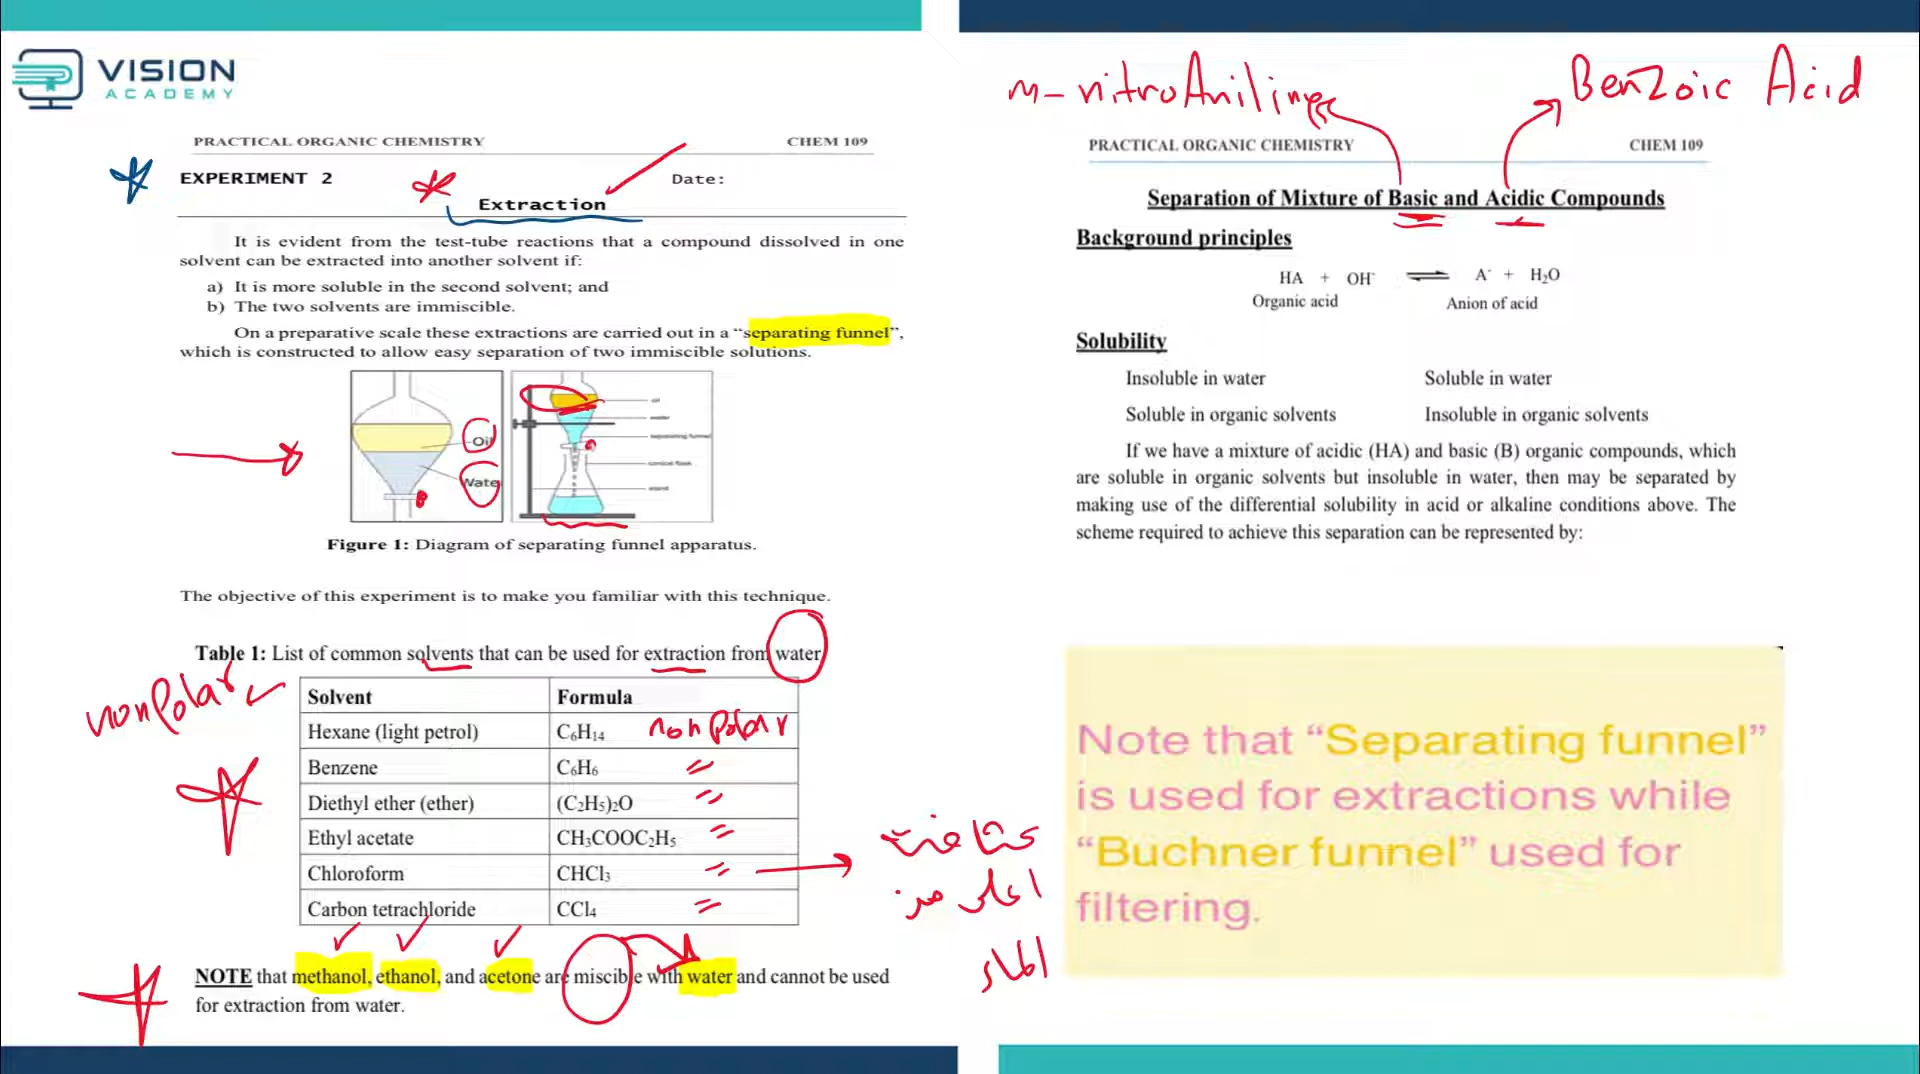 VISION
ACADEMY
PRACTICAL ORGANIC CHEMISTRY CHEM 109
EXPERIMENT 2 Date:
Extraction
It is evident from the test-tube reactions that a compound dissolved in one
solvent can be extracted into another solvent if:
a) It is more soluble in the second solvent; and
b) The two solvents are immiscible.
On a preparative scale these extractions are carried out in a “separating funnel”,
which is constructed to allow easy separation of two immiscible solutions.
Oil
Water
oil
water
separating funnel
conical flask
stand
Figure 1: Diagram of separating funnel apparatus.
The objective of this experiment is to make you familiar with this technique.
Table 1: List of common solvents that can be used for extraction from water
nonpolar
Solvent Formula
Hexane (light petrol) C₆H₁₄ non polar
Benzene C₆H₆ =
Diethyl ether (ether) (C₂H₅)₂O =
Ethyl acetate CH₃COOC₂H₅ =
Chloroform CHCl₃ =
Carbon tetrachloride CCl₄ =
اعلى من
الماء
NOTE that methanol, ethanol, and acetone are miscible with water and cannot be used
for extraction from water.
m-nitroAniline
Benzoic Acid
PRACTICAL ORGANIC CHEMISTRY CHEM 109
Separation of Mixture of Basic and Acidic Compounds
Background principles
HA + OH⁻ ⇌ A⁻ + H₂O
Organic acid Anion of acid
Solubility
Insoluble in water Soluble in water
Soluble in organic solvents Insoluble in organic solvents
If we have a mixture of acidic (HA) and basic (B) organic compounds, which
are soluble in organic solvents but insoluble in water, then may be separated by
making use of the differential solubility in acid or alkaline conditions above. The
scheme required to achieve this separation can be represented by:
Note that “Separating funnel”
is used for extractions while
“Buchner funnel” used for
filtering.